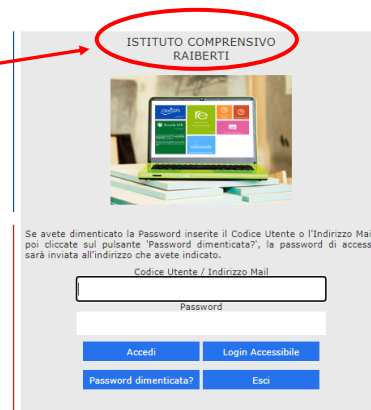 ISTITUTO COMPRENSIVO
RAIBERTI
Se avete dimenticato la Password inserite il Codice Utente o l'Indirizzo Mai
poi cliccate sul pulsante 'Password dimenticata?', la password di access
sarà inviata all'indirizzo che avete indicato.
Codice Utente / Indirizzo Mail
Password
Accedi
Login Accessibile
Password dimenticata?
Esci